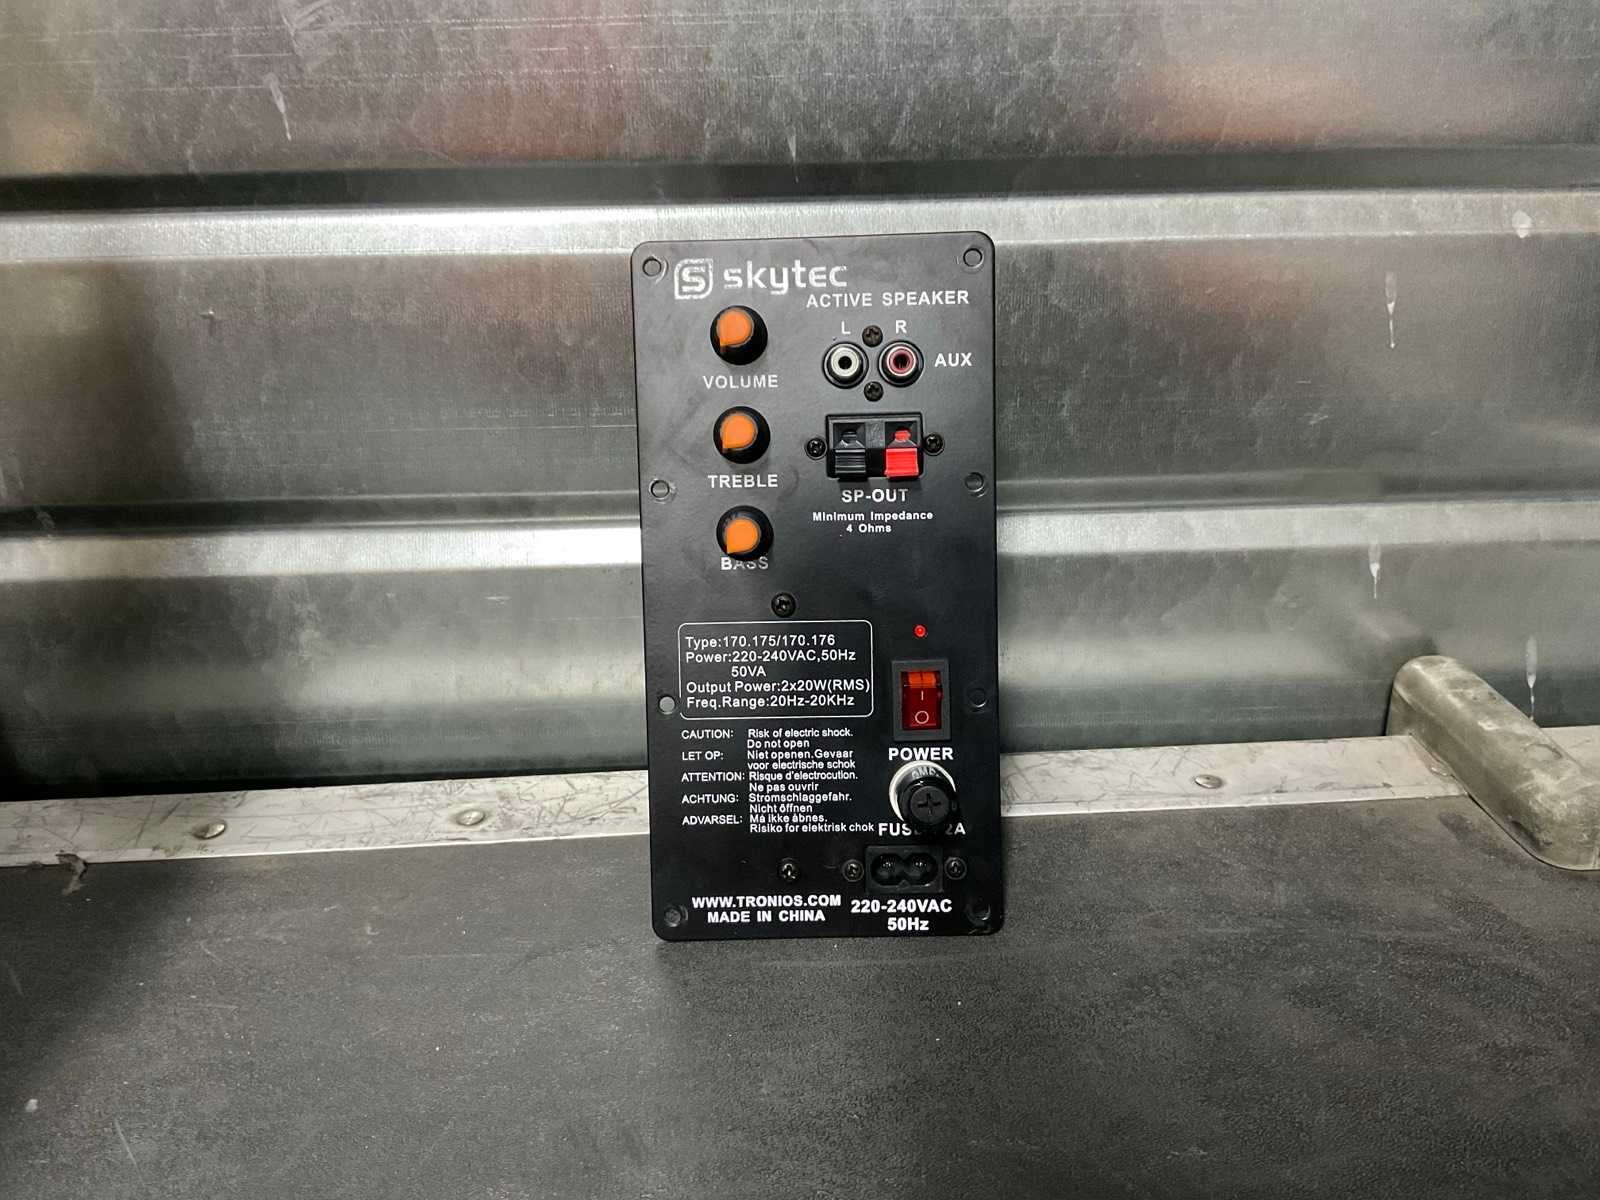 S skytec
ACTIVE SPEAKER
L R
AUX
VOLUME
TREBLE
SP-OUT
Minimum Impedance
4 Ohms
BASS
Type:170.175/170.176
Power:220-240VAC,50Hz
50VA
Output Power:2x20W(RMS)
Freq.Range:20Hz-20KHz
I
O
POWER
CAUTION: Risk of electric shock.
Do not open
LET OP: Niet openen.Gevaar
voor electrische schok
ATTENTION: Risque d'electrocution.
Ne pas ouvrir
ACHTUNG: Stromschlaggefahr.
Nicht öffnen
ADVARSEL: Må ikke åbnes.
Risiko for elektrisk chok
WWW.TRONIOS.COM
MADE IN CHINA
220-240VAC
50Hz